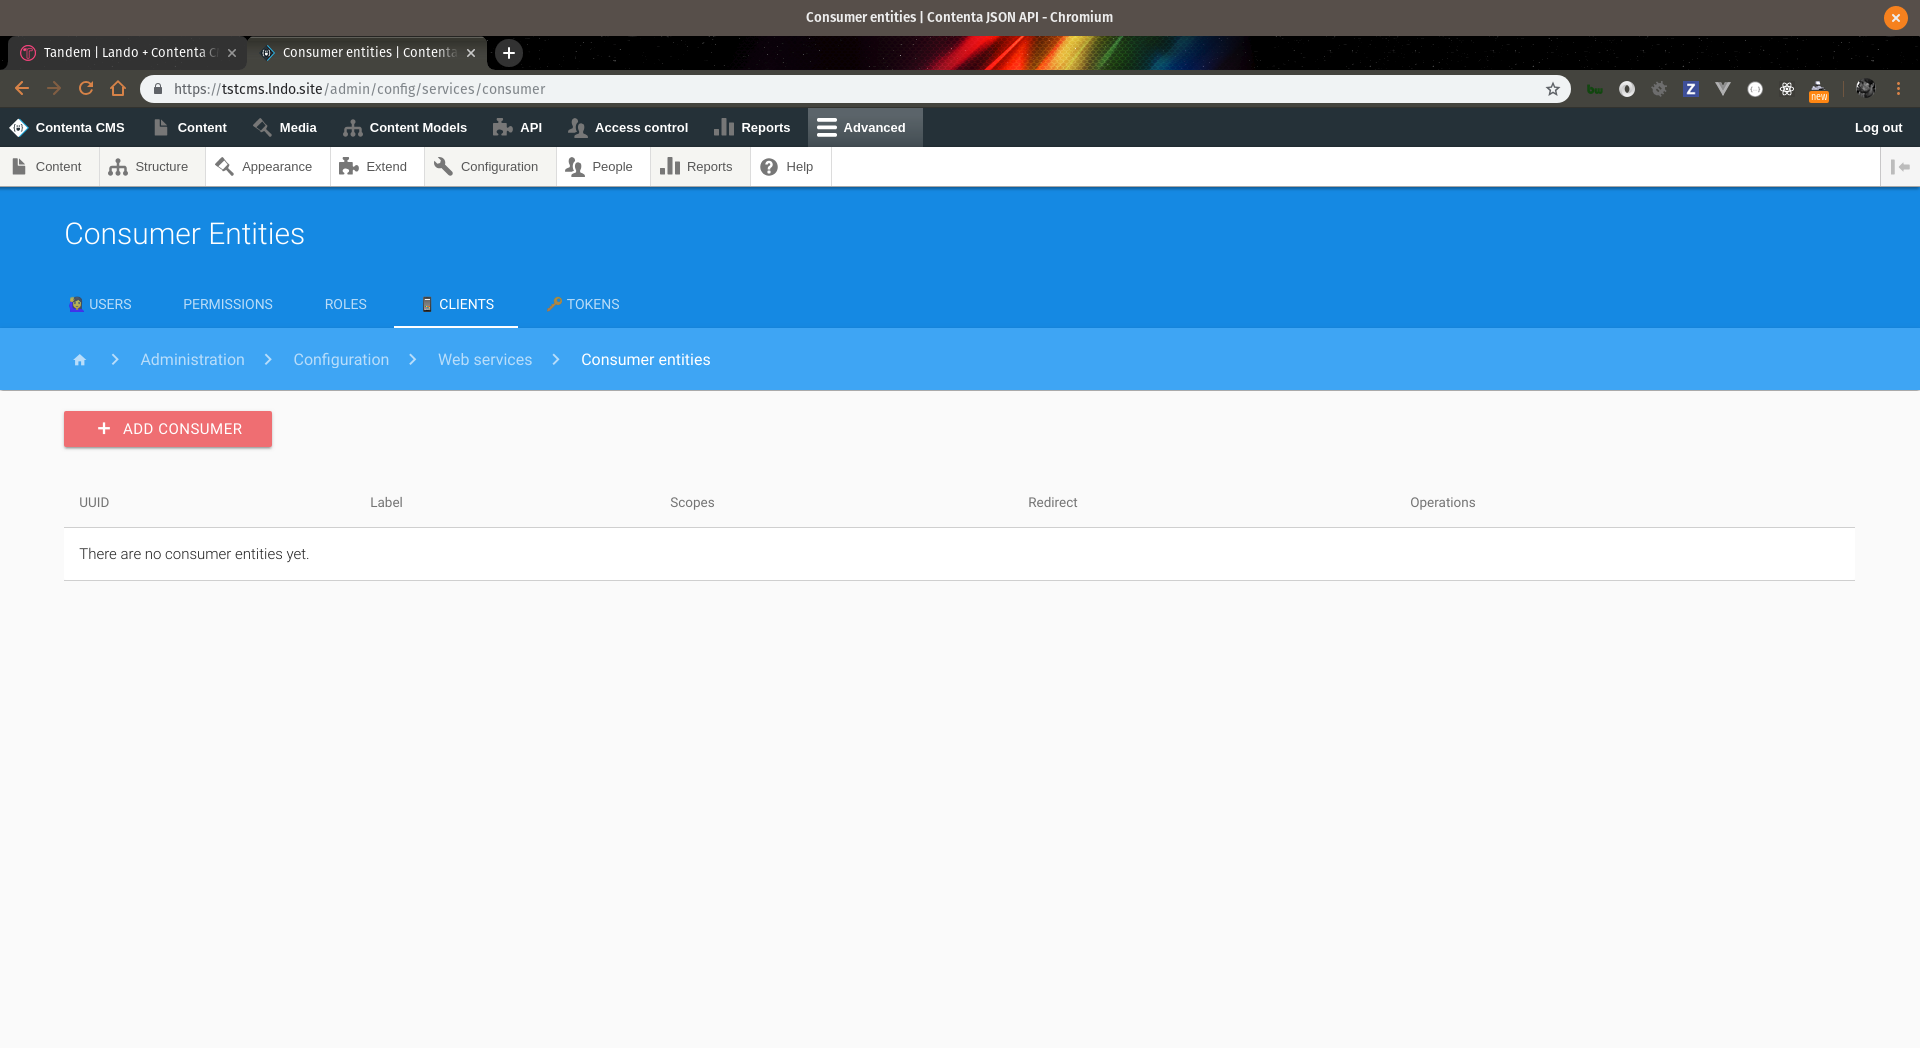 Consumer entities | Contenta JSON API - Chromium
Tandem | Lando + Contenta C
Consumer entities | Contenta
https://tstcms.lndo.site/admin/config/services/consumer
Z
new
Contenta CMS Content Media Content Models API Access control Reports Advanced Log out
Content Structure Appearance Extend Configuration People Reports Help
Consumer Entities
USERS PERMISSIONS ROLES CLIENTS TOKENS
Administration Configuration Web services Consumer entities
+ ADD CONSUMER
UUID Label Scopes Redirect Operations
There are no consumer entities yet.